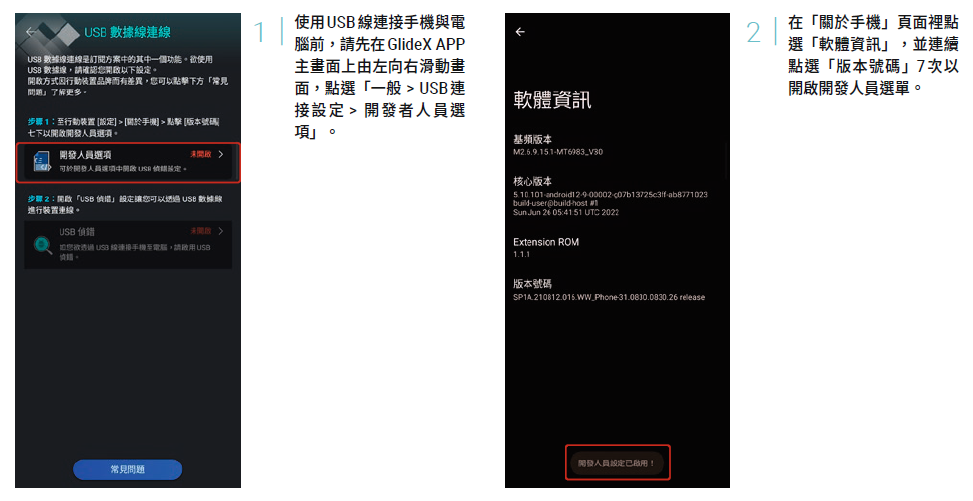 USB 數據線連線
USB 數據線連線是訂閱方案中的其中一個功能。欲使用
USB 數據線，請確認您開啟以下設定。
開啟方式因行動裝置品牌而有差異，您可以點擊下方「常見
問題」了解更多。
步驟 1：至行動裝置 [設定] > [關於手機] > 點擊 [版本號碼]
七下以開啟開發人員選項。
開發人員選項
未開啟
可於開發人員選項中開啟 USB 偵錯設定。
步驟 2：開啟「USB 偵錯」設定讓您可以透過 USB 數據線
進行裝置連線。
USB 偵錯
未開啟
如您欲透過 USB 線連接手機至電腦，請啟用 USB
偵錯。
常見問題
1
使用USB線連接手機與電
腦前，請先在GlideX APP
主畫面上由左向右滑動畫
面，點選「一般 > USB連
接設定 > 開發者人員選
項」。
軟體資訊
基頻版本
M2.6.9.15.1-MT6983_V30
核心版本
5.10.101-android12-9-00002-g07b13725c3ff-ab8771023
build-user@build-host #1
Sun Jun 26 05:41:51 UTC 2022
Extension ROM
1.1.1
版本號碼
SP1A.210812.016.WW_Phone-31.0830.0830.26 release
開發人員設定已啟用！
2
在「關於手機」頁面裡點
選「軟體資訊」，並連續
點選「版本號碼」7次以
開啟開發人員選單。